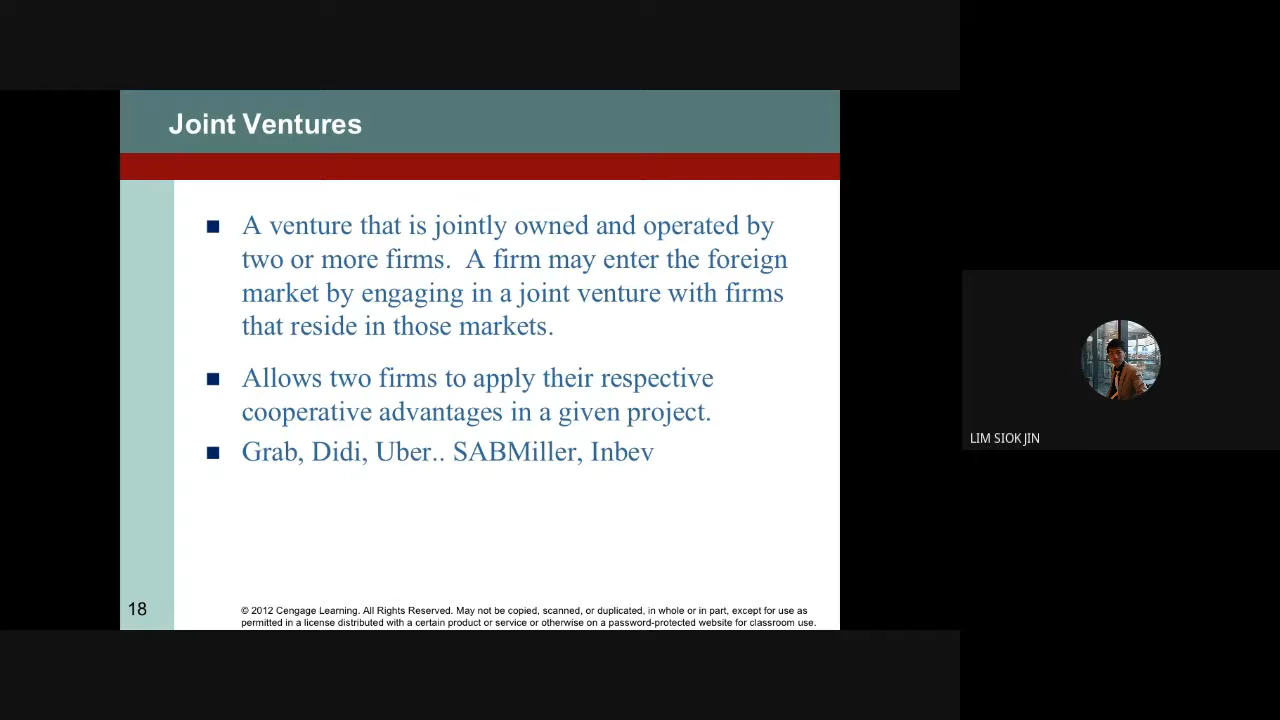 Joint Ventures
A venture that is jointly owned and operated by
two or more firms.  A firm may enter the foreign
market by engaging in a joint venture with firms
that reside in those markets.
Allows two firms to apply their respective
cooperative advantages in a given project.
Grab, Didi, Uber.. SABMiller, Inbev
18
© 2012 Cengage Learning. All Rights Reserved. May not be copied, scanned, or duplicated, in whole or in part, except for use as
permitted in a license distributed with a certain product or service or otherwise on a password-protected website for classroom use.
LIM SIOK JIN